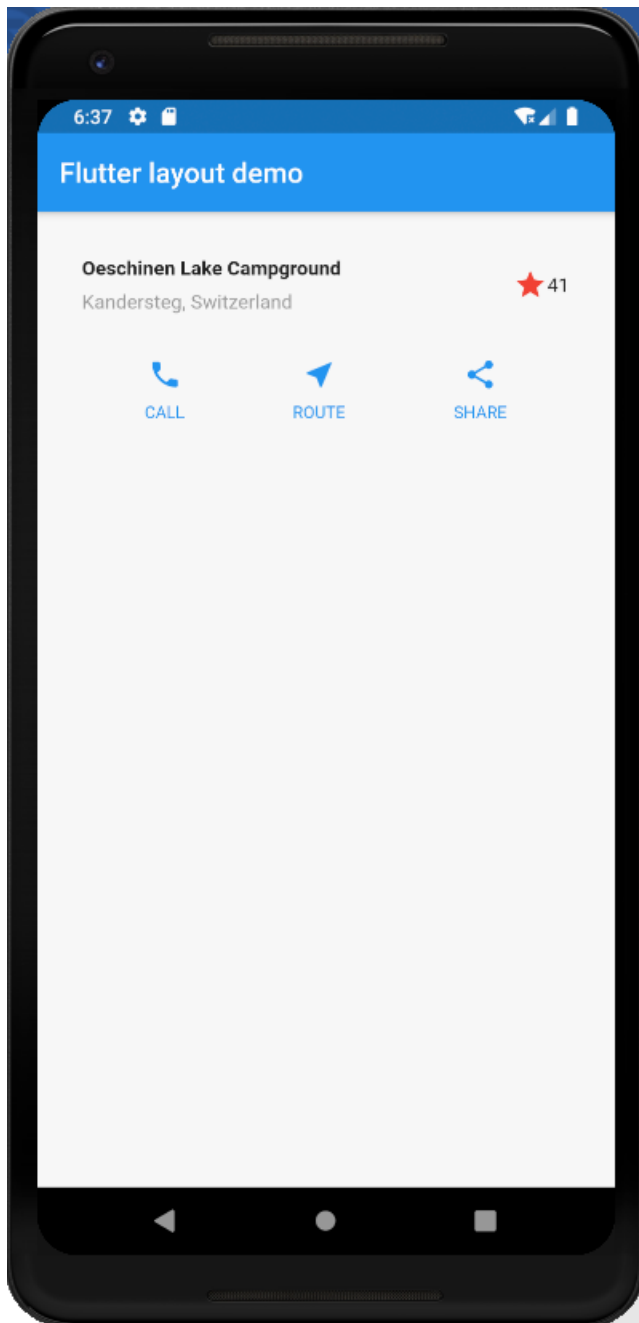 6:37
Flutter layout demo
Oeschinen Lake Campground
Kandersteg, Switzerland
41
CALL ROUTE SHARE